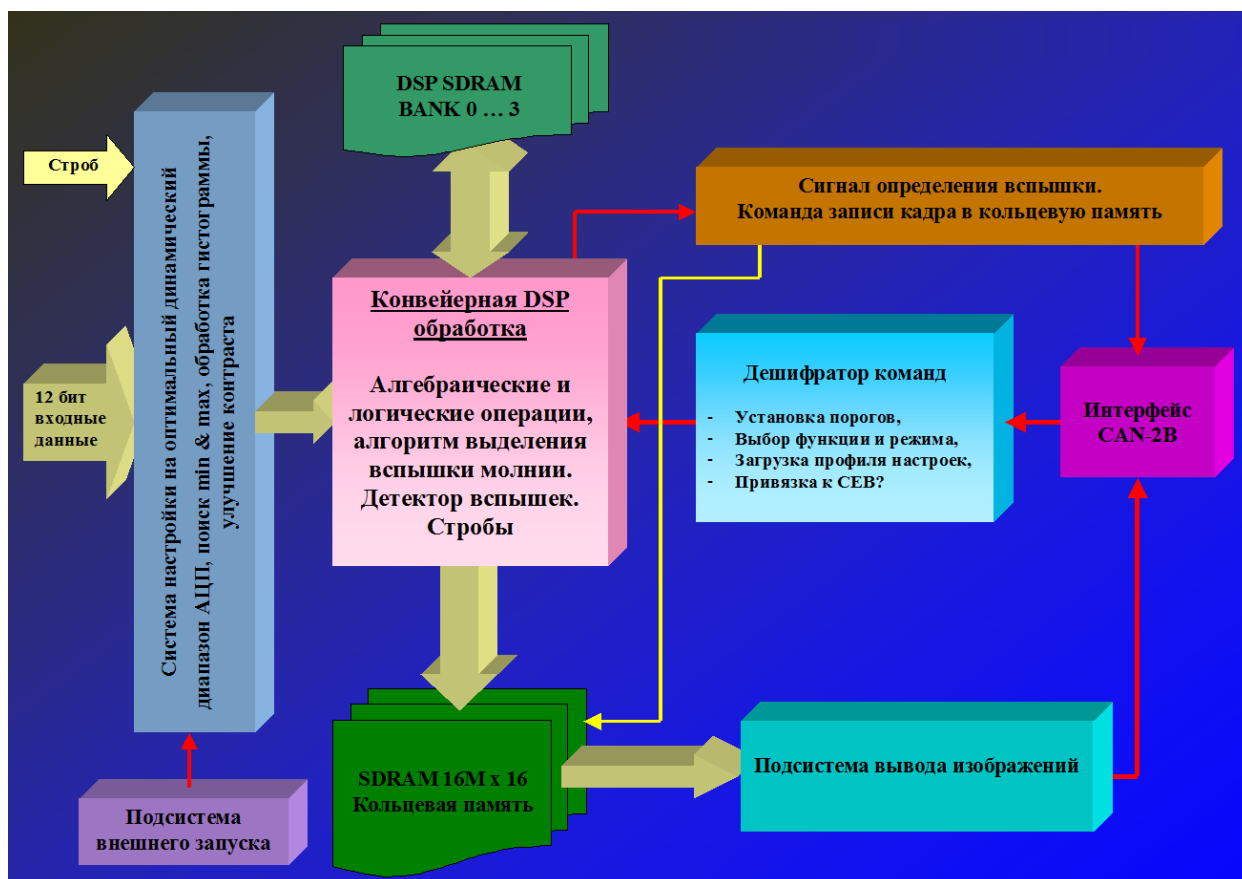 DSP SDRAM
BANK 0 … 3
Строб
12 бит
входные
данные
Система настройки на оптимальный динамический
диапазон АЦП, поиск min & max, обработка гистограммы,
улучшение контраста
Сигнал определения вспышки.
Команда записи кадра в кольцевую память
Конвейерная DSP
обработка
Алгебраические и
логические операции,
алгоритм выделения
вспышки молнии.
Детектор вспышек.
Стробы
Дешифратор команд
- Установка порогов,
- Выбор функции и режима,
- Загрузка профиля настроек,
- Привязка к СЕВ?
Интерфейс
CAN-2B
SDRAM 16M x 16
Кольцевая память
Подсистема вывода изображений
Подсистема
внешнего запуска